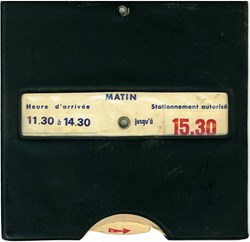 MATIN
Heure d'arrivée Stationnement autorisé
11.30 à 14.30 jusqu'à 15.30